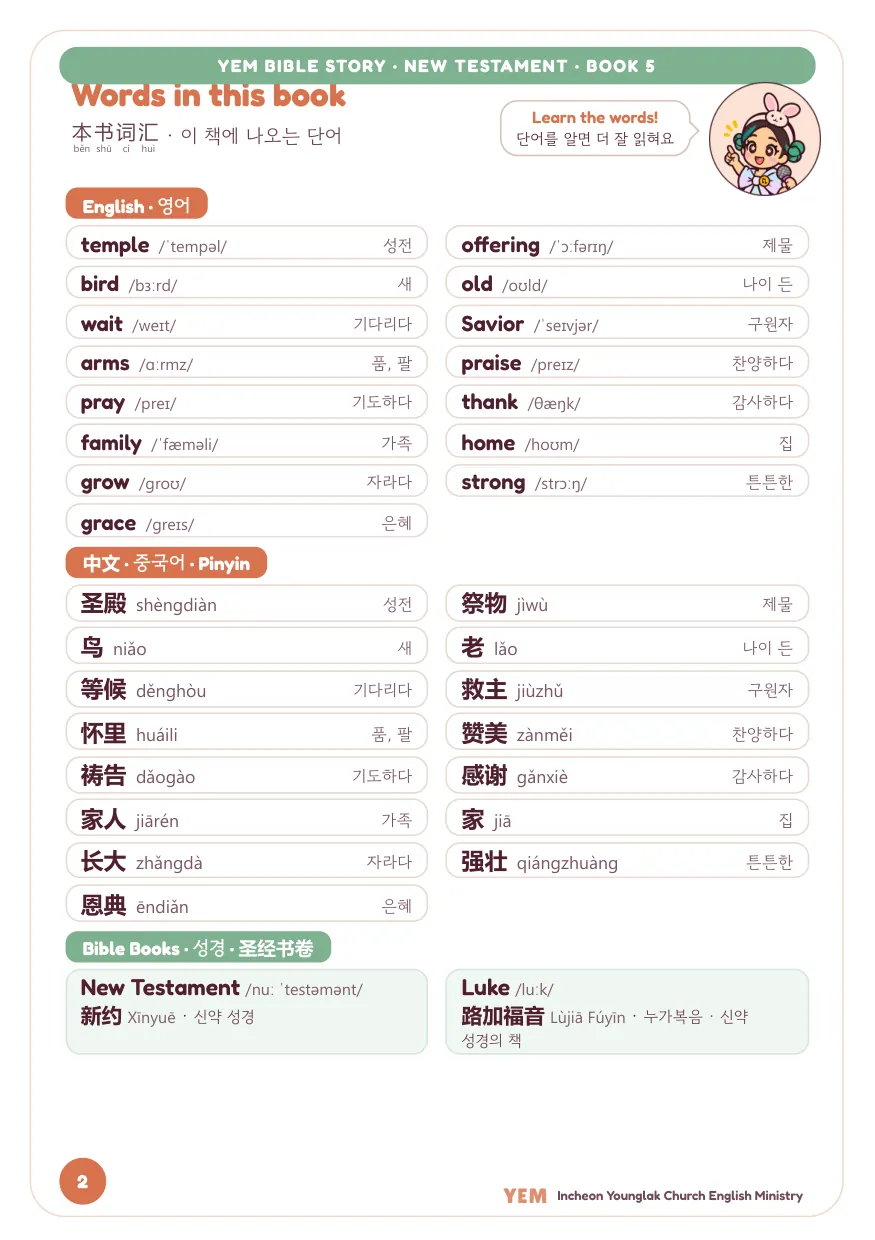 YEM BIBLE STORY · NEW TESTAMENT · BOOK 5
Words in this book
本书词汇 · 이 책에 나오는 단어
běn shū cí huì
Learn the words!
단어를 알면 더 잘 읽혀요
English · 영어
temple /ˈtempəl/ 성전
offering /ˈɔːfərɪŋ/ 제물
bird /bɜːrd/ 새
old /oʊld/ 나이 든
wait /weɪt/ 기다리다
Savior /ˈseɪvjər/ 구원자
arms /ɑːrmz/ 품, 팔
praise /preɪz/ 찬양하다
pray /preɪ/ 기도하다
thank /θæŋk/ 감사하다
family /ˈfæməli/ 가족
home /hoʊm/ 집
grow /ɡroʊ/ 자라다
strong /strɔːŋ/ 튼튼한
grace /ɡreɪs/ 은혜
中文 · 중국어 · Pinyin
圣殿 shèngdiàn 성전
祭物 jìwù 제물
鸟 niǎo 새
老 lǎo 나이 든
等候 děnghòu 기다리다
救主 jiùzhǔ 구원자
怀里 huáili 품, 팔
赞美 zànměi 찬양하다
祷告 dǎogào 기도하다
感谢 gǎnxiè 감사하다
家人 jiārén 가족
家 jiā 집
长大 zhǎngdà 자라다
强壮 qiángzhuàng 튼튼한
恩典 ēndiǎn 은혜
Bible Books · 성경 · 圣经书卷
New Testament /nuː ˈtestəmənt/
新约 Xīnyuē · 신약 성경
Luke /luːk/
路加福音 Lùjiā Fúyīn · 누가복음 · 신약
성경의 책
2
YEM Incheon Younglak Church English Ministry